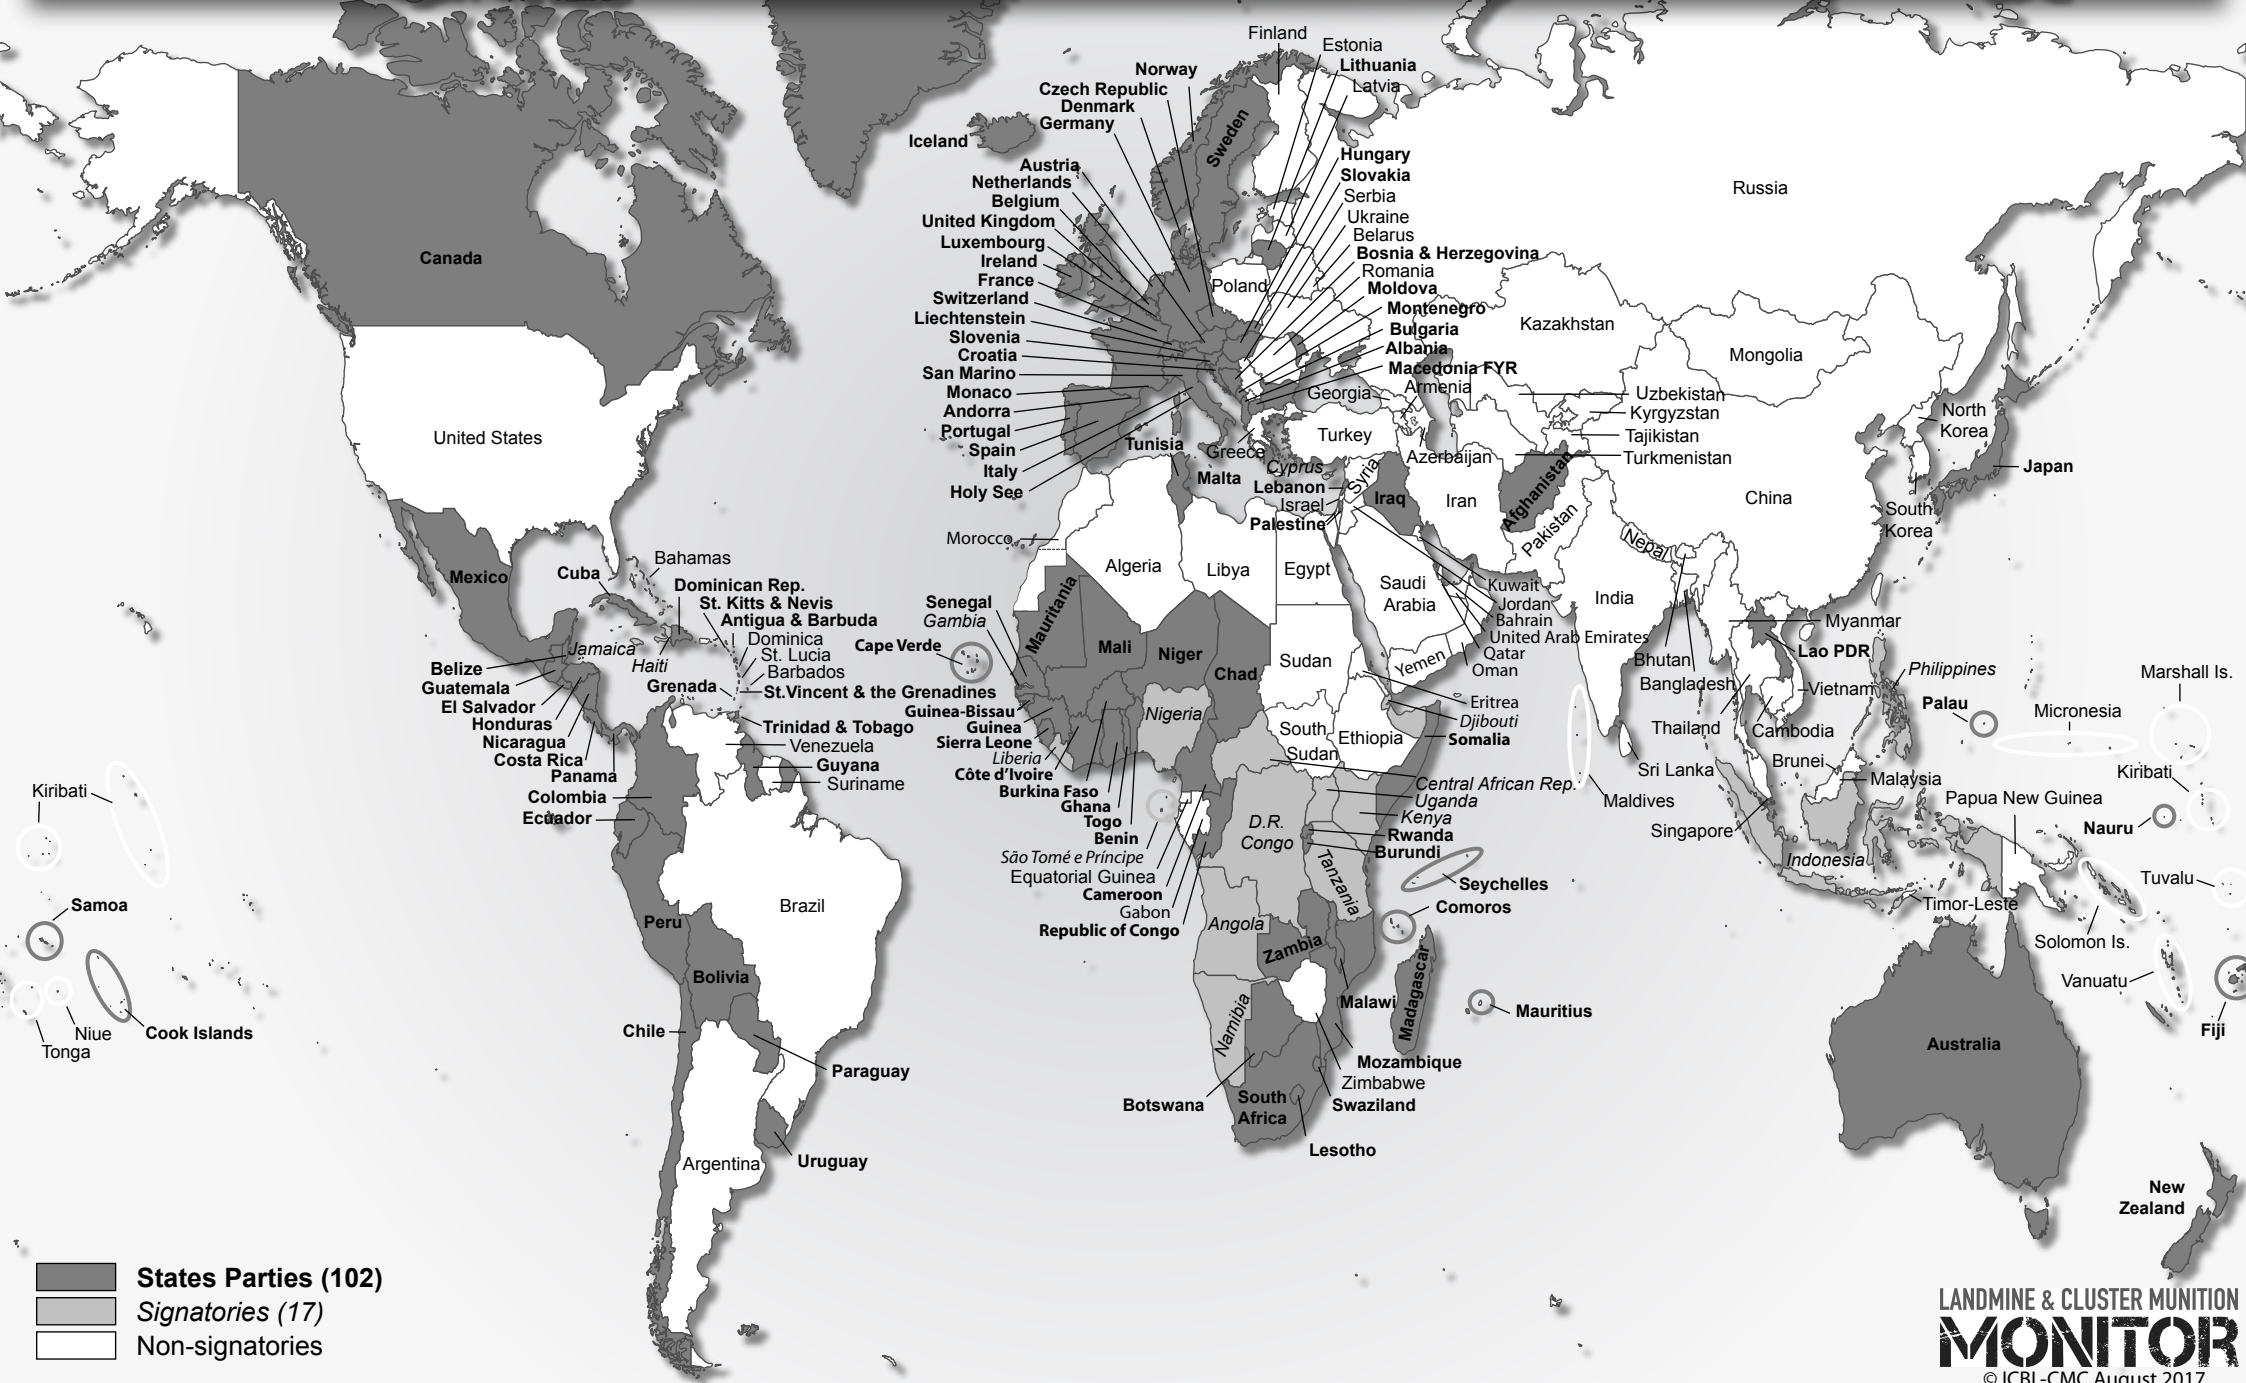 Finland
Estonia
Lithuania
Latvia
Norway
Czech Republic
Denmark
Germany
Iceland
Sweden
Austria
Netherlands
Belgium
United Kingdom
Luxembourg
Ireland
France
Switzerland
Liechtenstein
Slovenia
Croatia
San Marino
Monaco
Andorra
Portugal
Spain
Italy
Holy See
Hungary
Slovakia
Serbia
Ukraine
Belarus
Bosnia & Herzegovina
Romania
Moldova
Montenegro
Bulgaria
Albania
Macedonia FYR
Armenia
Georgia
Poland
Russia
Kazakhstan
Mongolia
Uzbekistan
Kyrgyzstan
Tajikistan
Turkmenistan
North
Korea
South
Korea
Japan
China
Canada
United States
Mexico
Cuba
Bahamas
Dominican Rep.
St. Kitts & Nevis
Antigua & Barbuda
Dominica
St. Lucia
Barbados
St.Vincent & the Grenadines
Jamaica
Haiti
Grenada
Trinidad & Tobago
Venezuela
Guyana
Suriname
Belize
Guatemala
El Salvador
Honduras
Nicaragua
Costa Rica
Panama
Colombia
Ecuador
Peru
Brazil
Bolivia
Chile
Paraguay
Uruguay
Argentina
Kiribati
Samoa
Cook Islands
Niue
Tonga
Tunisia
Malta
Greece
Turkey
Cyprus
Lebanon
Israel
Palestine
Syria
Iraq
Azerbaijan
Iran
Afghanistan
Pakistan
Nepal
India
Morocco
Algeria
Libya
Egypt
Saudi
Arabia
Kuwait
Jordan
Bahrain
United Arab Emirates
Qatar
Oman
Yemen
Senegal
Gambia
Cape Verde
Mauritania
Mali
Niger
Chad
Sudan
Eritrea
Djibouti
Somalia
Guinea-Bissau
Guinea
Sierra Leone
Liberia
Côte d'Ivoire
Burkina Faso
Ghana
Togo
Benin
Nigeria
South
Sudan
Ethiopia
Central African Rep.
Uganda
Kenya
Rwanda
Burundi
D.R.
Congo
Tanzania
São Tomé e Príncipe
Equatorial Guinea
Cameroon
Gabon
Republic of Congo
Angola
Zambia
Seychelles
Comoros
Malawi
Madagascar
Mauritius
Namibia
Mozambique
Zimbabwe
Botswana
South
Africa
Swaziland
Lesotho
Bhutan
Bangladesh
Myanmar
Lao PDR
Vietnam
Thailand
Cambodia
Sri Lanka
Maldives
Brunei
Malaysia
Singapore
Indonesia
Philippines
Palau
Micronesia
Marshall Is.
Kiribati
Papua New Guinea
Nauru
Tuvalu
Timor-Leste
Solomon Is.
Vanuatu
Fiji
Australia
New
Zealand
States Parties (102)
Signatories (17)
Non-signatories
LANDMINE & CLUSTER MUNITION
MONITOR
© ICBL-CMC August 2017